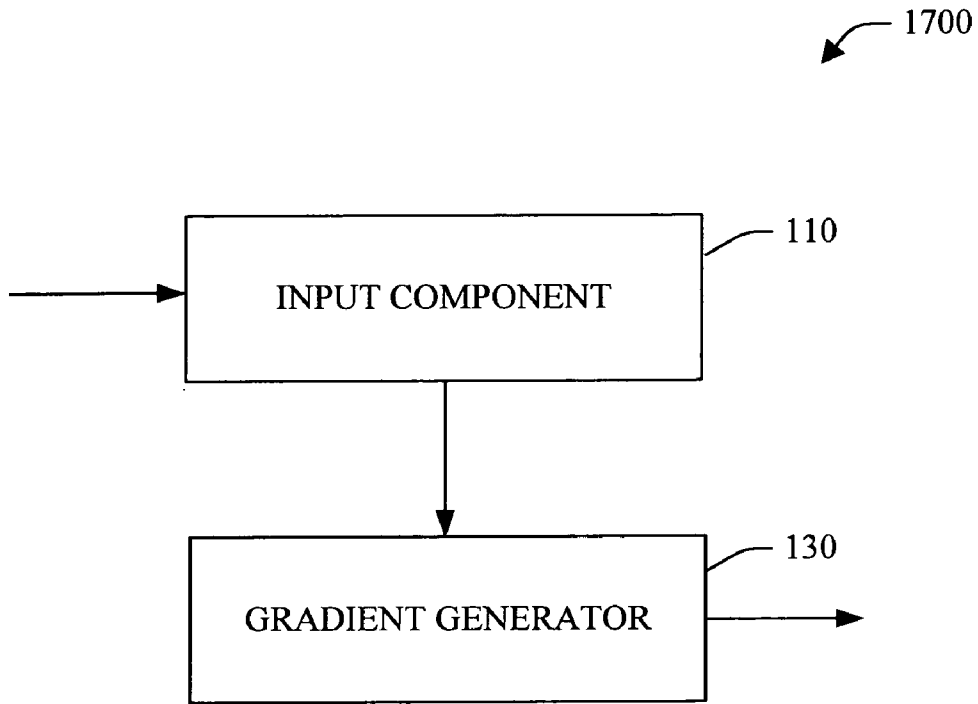 1700
110
INPUT COMPONENT
130
GRADIENT GENERATOR